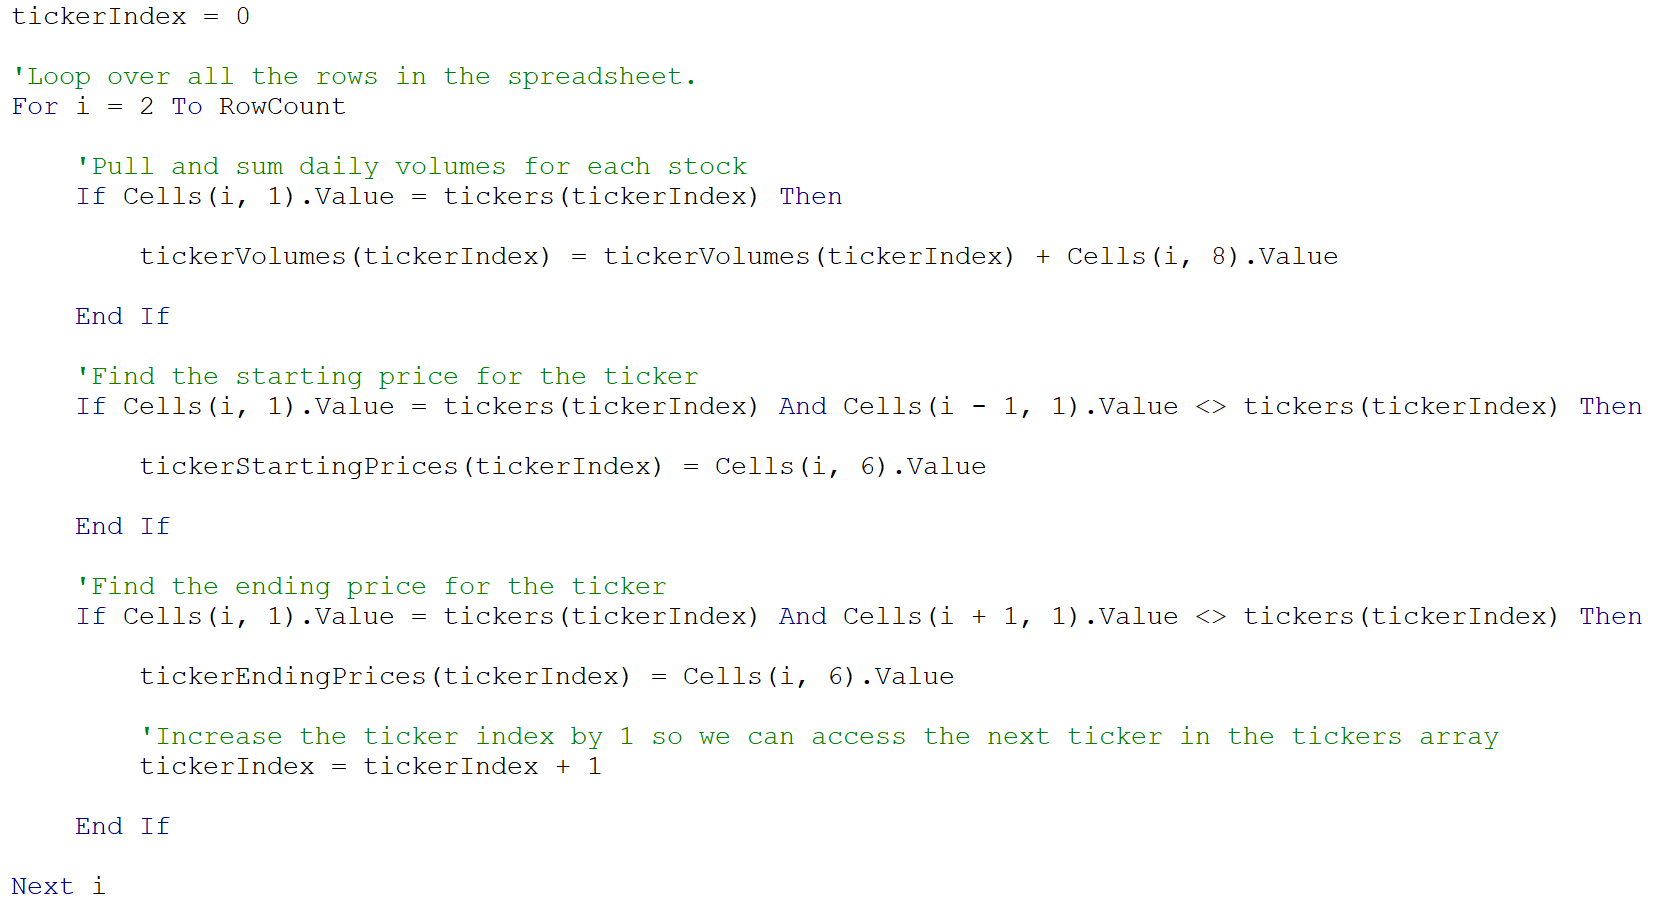 tickerIndex = 0
'Loop over all the rows in the spreadsheet.
For i = 2 To RowCount
'Pull and sum daily volumes for each stock
If Cells(i, 1).Value = tickers(tickerIndex) Then
tickerVolumes(tickerIndex) = tickerVolumes(tickerIndex) + Cells(i, 8).Value
End If
'Find the starting price for the ticker
If Cells(i, 1).Value = tickers(tickerIndex) And Cells(i - 1, 1).Value <> tickers(tickerIndex) Then
tickerStartingPrices(tickerIndex) = Cells(i, 6).Value
End If
'Find the ending price for the ticker
If Cells(i, 1).Value = tickers(tickerIndex) And Cells(i + 1, 1).Value <> tickers(tickerIndex) Then
tickerEndingPrices(tickerIndex) = Cells(i, 6).Value
'Increase the ticker index by 1 so we can access the next ticker in the tickers array
tickerIndex = tickerIndex + 1
End If
Next i